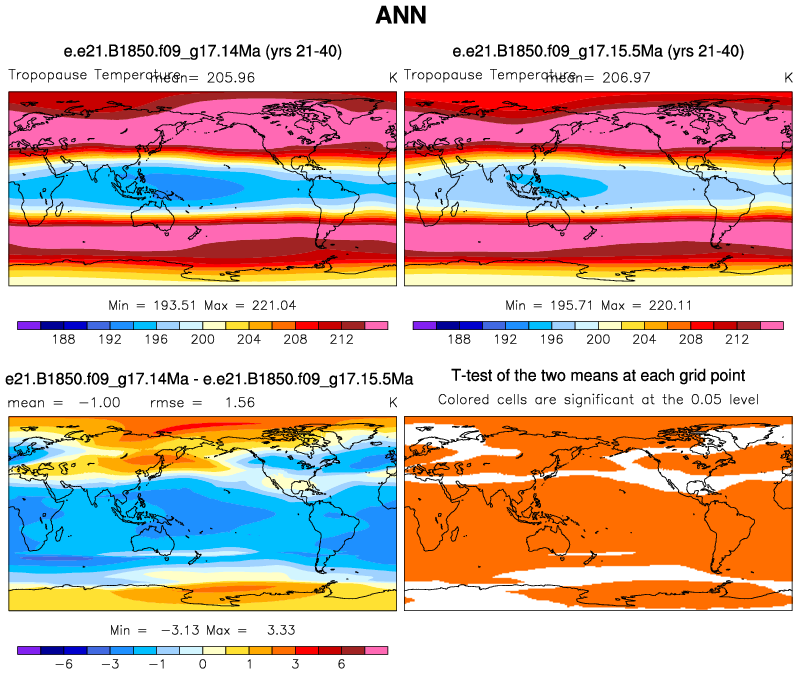 ANN
e.e21.B1850.f09_g17.14Ma (yrs 21-40)
Tropopause Temperature mean= 205.96 K
e.e21.B1850.f09_g17.15.5Ma (yrs 21-40)
Tropopause Temperature mean= 206.97 K
Min = 193.51 Max = 221.04
188 192 196 200 204 208 212
Min = 195.71 Max = 220.11
188 192 196 200 204 208 212
e21.B1850.f09_g17.14Ma - e.e21.B1850.f09_g17.15.5Ma
mean = -1.00 rmse = 1.56 K
T-test of the two means at each grid point
Colored cells are significant at the 0.05 level
Min = -3.13 Max = 3.33
-6 -3 -1 0 1 3 6